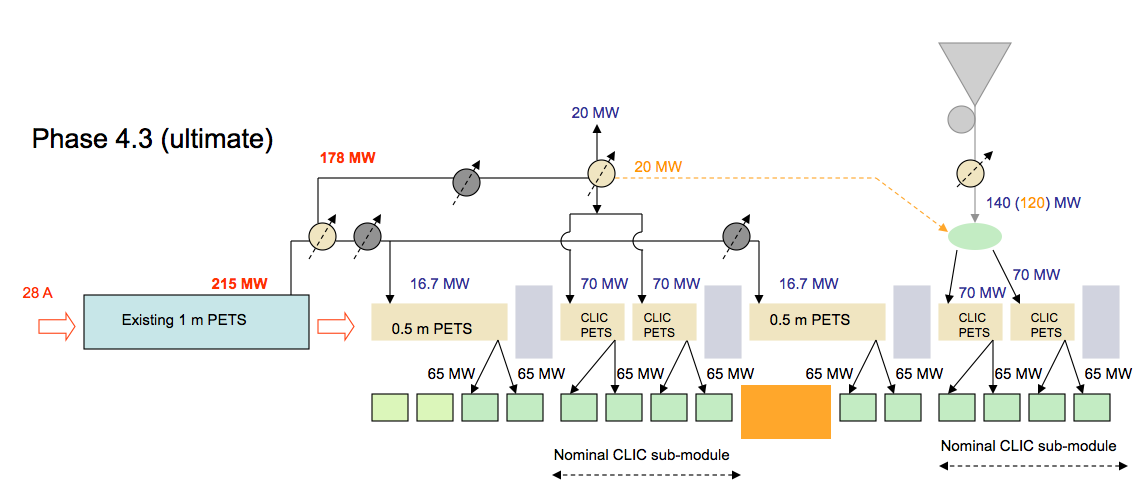 Phase 4.3 (ultimate)
20 MW
178 MW
20 MW
140 (120) MW
215 MW
28 A
16.7 MW
70 MW
70 MW
16.7 MW
70 MW
70 MW
Existing 1 m PETS
0.5 m PETS
CLIC
PETS
CLIC
PETS
0.5 m PETS
CLIC
PETS
CLIC
PETS
65 MW
65 MW
65 MW
65 MW
65 MW
65 MW
65 MW
65 MW
Nominal CLIC sub-module
Nominal CLIC sub-module